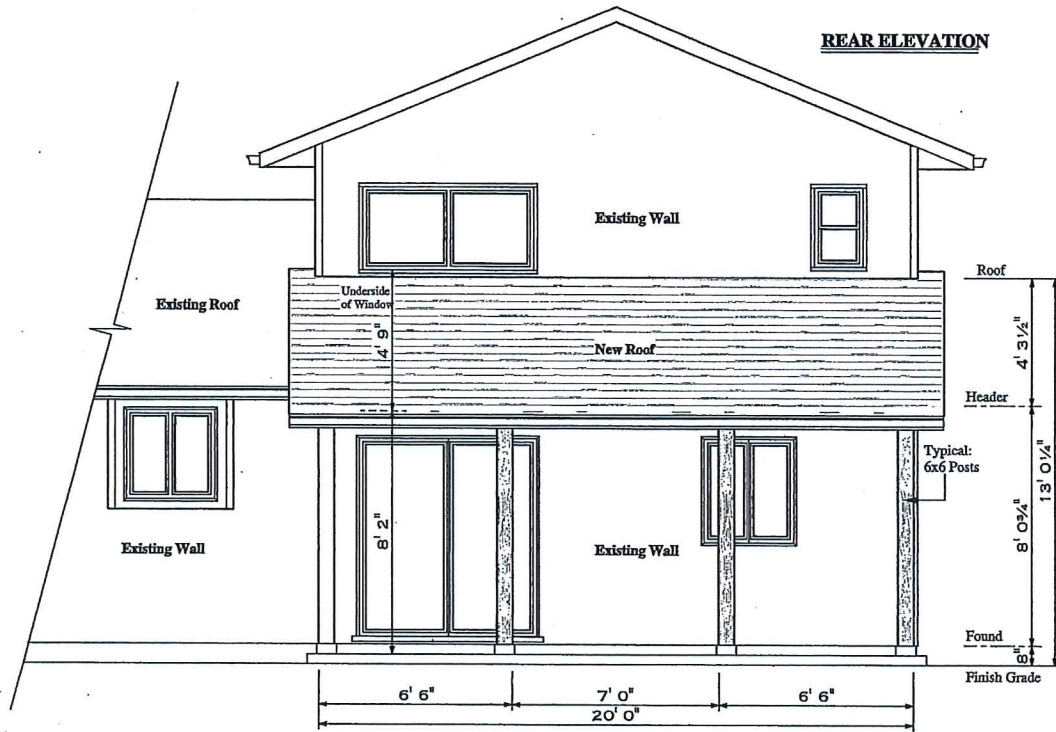 REAR ELEVATION
Existing Wall
Roof
Underside
of Window
Existing Roof
4' 9"
New Roof
4' 3½"
Header
Typical:
6x6 Posts
13' 0¼"
8' 2"
8' 0¾"
Existing Wall
Existing Wall
Found
8"
Finish Grade
6' 6"
7' 0"
6' 6"
20' 0"